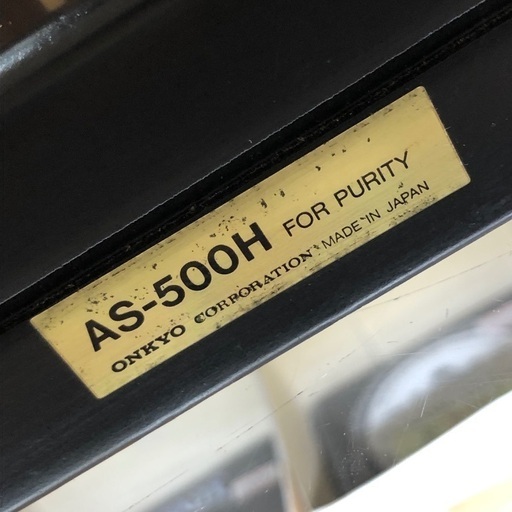 AS-500H FOR PURITY
ONKYO CORPORATION MADE IN JAPAN